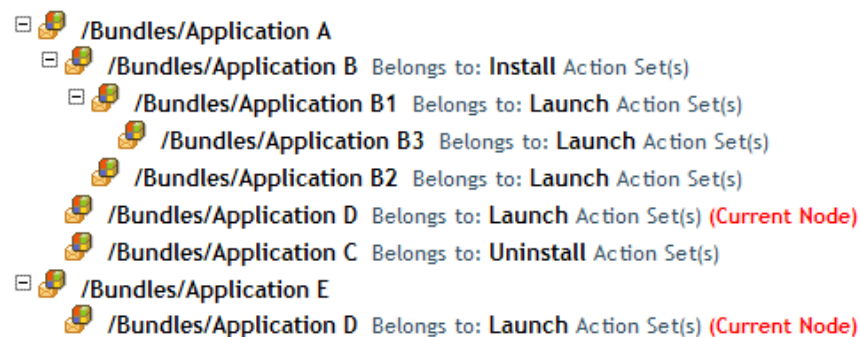 /Bundles/Application A
/Bundles/Application B Belongs to: Install Action Set(s)
/Bundles/Application B1 Belongs to: Launch Action Set(s)
/Bundles/Application B3 Belongs to: Launch Action Set(s)
/Bundles/Application B2 Belongs to: Launch Action Set(s)
/Bundles/Application D Belongs to: Launch Action Set(s) (Current Node)
/Bundles/Application C Belongs to: Uninstall Action Set(s)
/Bundles/Application E
/Bundles/Application D Belongs to: Launch Action Set(s) (Current Node)